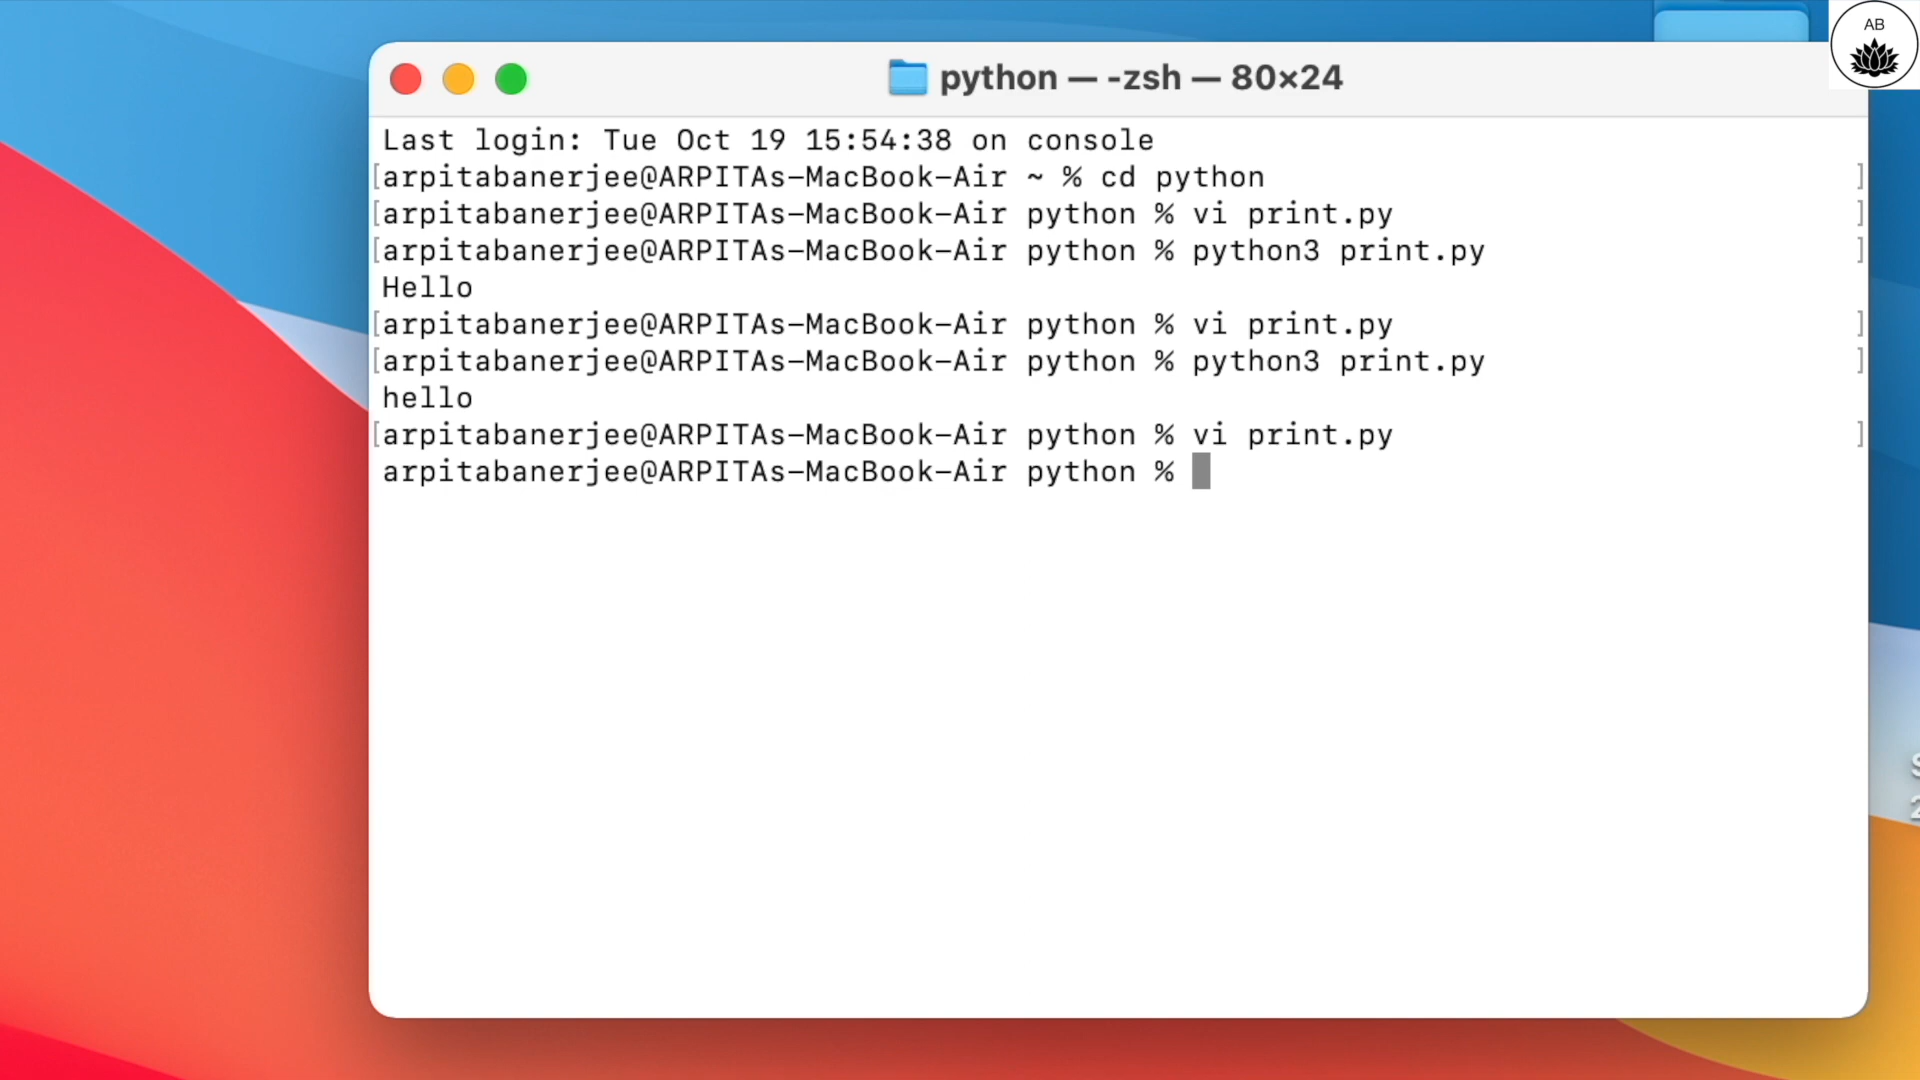 AB
python — -zsh — 80×24
Last login: Tue Oct 19 15:54:38 on console
[arpitabanerjee@ARPITAs-MacBook-Air ~ % cd python ]
[arpitabanerjee@ARPITAs-MacBook-Air python % vi print.py ]
[arpitabanerjee@ARPITAs-MacBook-Air python % python3 print.py ]
Hello
[arpitabanerjee@ARPITAs-MacBook-Air python % vi print.py ]
[arpitabanerjee@ARPITAs-MacBook-Air python % python3 print.py ]
hello
[arpitabanerjee@ARPITAs-MacBook-Air python % vi print.py ]
arpitabanerjee@ARPITAs-MacBook-Air python %